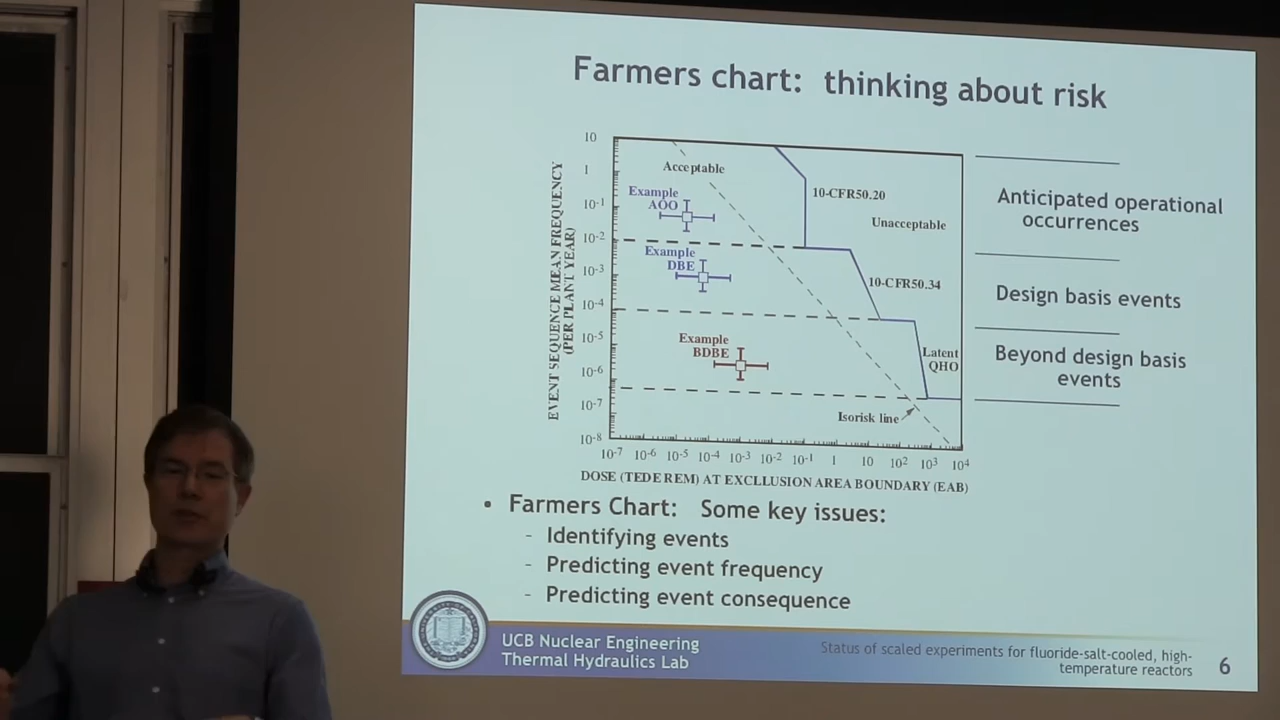 Farmers chart: thinking about risk
EVENT SEQUENCE MEAN FREQUENCY
(PER PLANT YEAR)
10
1
10-1
10-2
10-3
10-4
10-5
10-6
10-7
10-8
Acceptable
Example
AOO
Example
DBE
Example
BDBE
10-CFR50.20
Unacceptable
10-CFR50.34
Latent
QHO
Isorisk line
10-7 10-6 10-5 10-4 10-3 10-2 10-1 1 10 102 103 104
DOSE (TEDE REM) AT EXCLLUSION AREA BOUNDARY (EAB)
Anticipated operational
occurrences
Design basis events
Beyond design basis
events
• Farmers Chart: Some key issues:
- Identifying events
- Predicting event frequency
- Predicting event consequence
UCB Nuclear Engineering
Thermal Hydraulics Lab
Status of scaled experiments for fluoride-salt-cooled, high-
temperature reactors
6